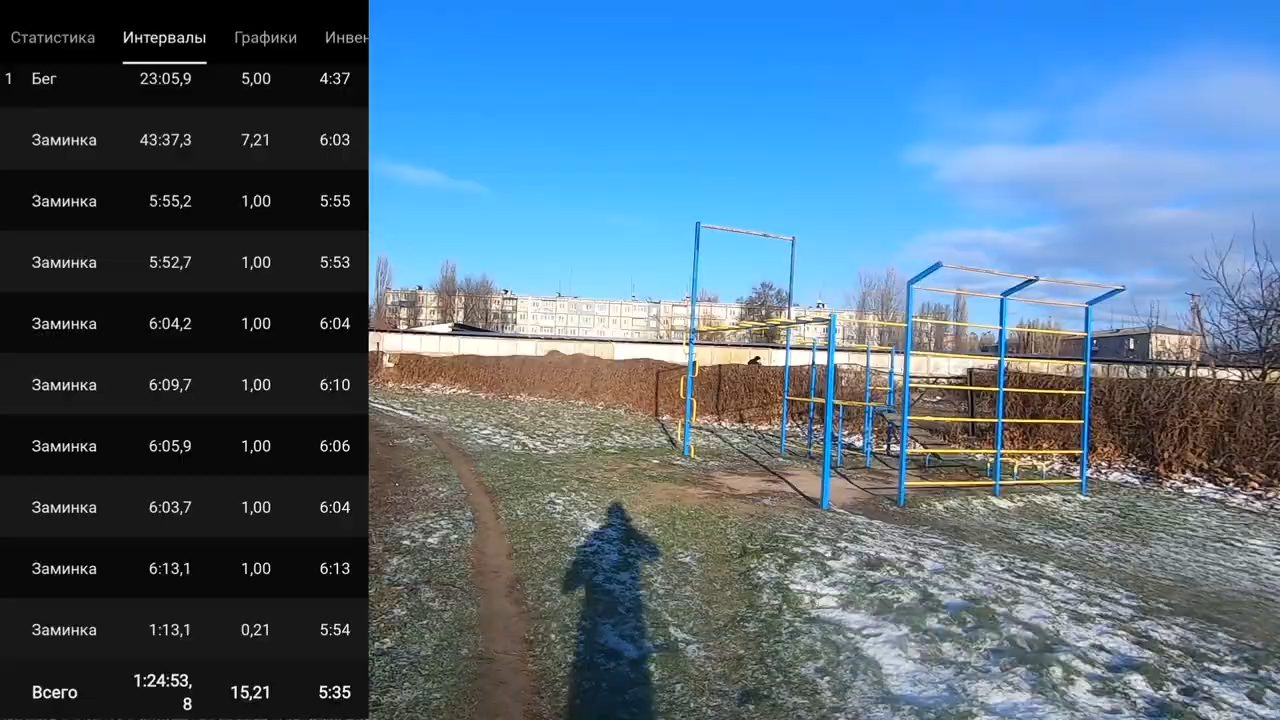 Статистика Интервалы Графики Инвен
1 Бег 23:05,9 5,00 4:37
Заминка 43:37,3 7,21 6:03
Заминка 5:55,2 1,00 5:55
Заминка 5:52,7 1,00 5:53
Заминка 6:04,2 1,00 6:04
Заминка 6:09,7 1,00 6:10
Заминка 6:05,9 1,00 6:06
Заминка 6:03,7 1,00 6:04
Заминка 6:13,1 1,00 6:13
Заминка 1:13,1 0,21 5:54
Всего 1:24:53,8 15,21 5:35